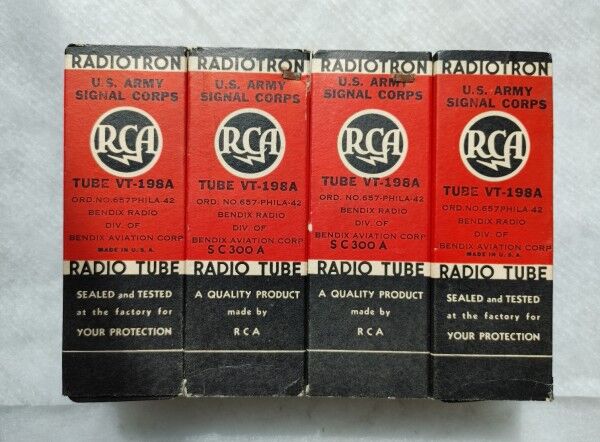 RADIOTRON
U.S. ARMY
SIGNAL CORPS
RCA
TUBE VT-198A
ORD. NO.657PHILA-42
BENDIX RADIO
DIV. OF
BENDIX AVIATION CORP
MADE IN U.S.A.
RADIO TUBE
SEALED and TESTED
at the factory for
YOUR PROTECTION
RADIOTRON
U.S. ARMY
SIGNAL CORPS
RCA
TUBE VT-198A
ORD. NO.657-PHILA-42
BENDIX RADIO
DIV. OF
BENDIX AVIATION CORP
SC300A
RADIO TUBE
A QUALITY PRODUCT
made by
RCA
RADIOTRON
U.S. ARMY
SIGNAL CORPS
RCA
TUBE VT-198A
ORD. NO.657-PHILA-42
BENDIX RADIO
DIV. OF
BENDIX AVIATION CORP
SC300A
RADIO TUBE
A QUALITY PRODUCT
made by
RCA
RADIOTRON
U.S. ARMY
SIGNAL CORPS
RCA
TUBE VT-198A
ORD. NO.657-PHILA-42
BENDIX RADIO
DIV. OF
BENDIX AVIATION CORP
MADE IN U.S.A.
RADIO TUBE
SEALED and TESTED
at the factory for
YOUR PROTECTION